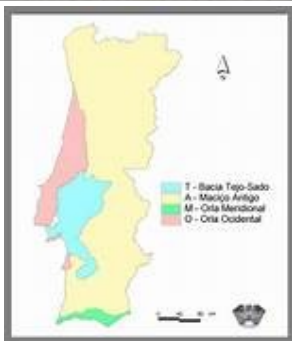 T - Bacia Tejo-Sado
A - Maciço Antigo
M - Orla Meridional
O - Orla Ocidental